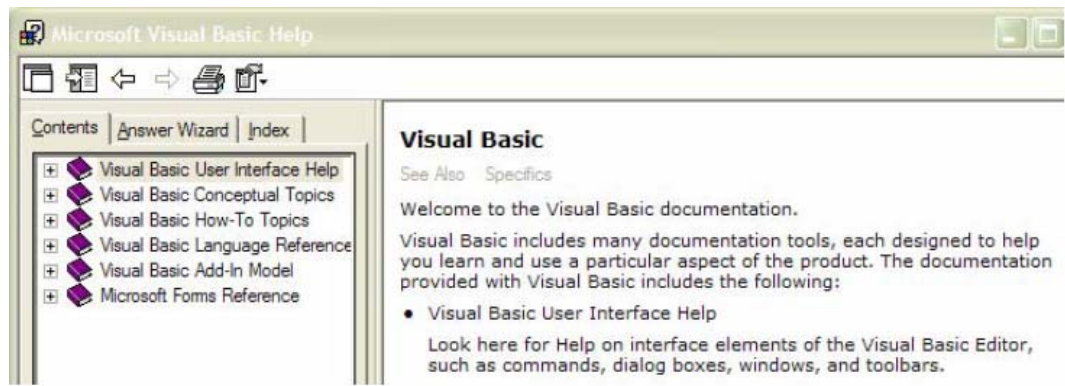 Microsoft Visual Basic Help
Contents Answer Wizard Index
Visual Basic User Interface Help
Visual Basic Conceptual Topics
Visual Basic How-To Topics
Visual Basic Language Reference
Visual Basic Add-In Model
Microsoft Forms Reference
Visual Basic
See Also Specifics
Welcome to the Visual Basic documentation.
Visual Basic includes many documentation tools, each designed to help
you learn and use a particular aspect of the product. The documentation
provided with Visual Basic includes the following:
• Visual Basic User Interface Help
Look here for Help on interface elements of the Visual Basic Editor,
such as commands, dialog boxes, windows, and toolbars.